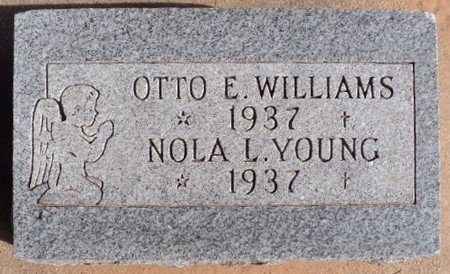 OTTO E. WILLIAMS
* 1937 †
NOLA L. YOUNG
* 1937 †